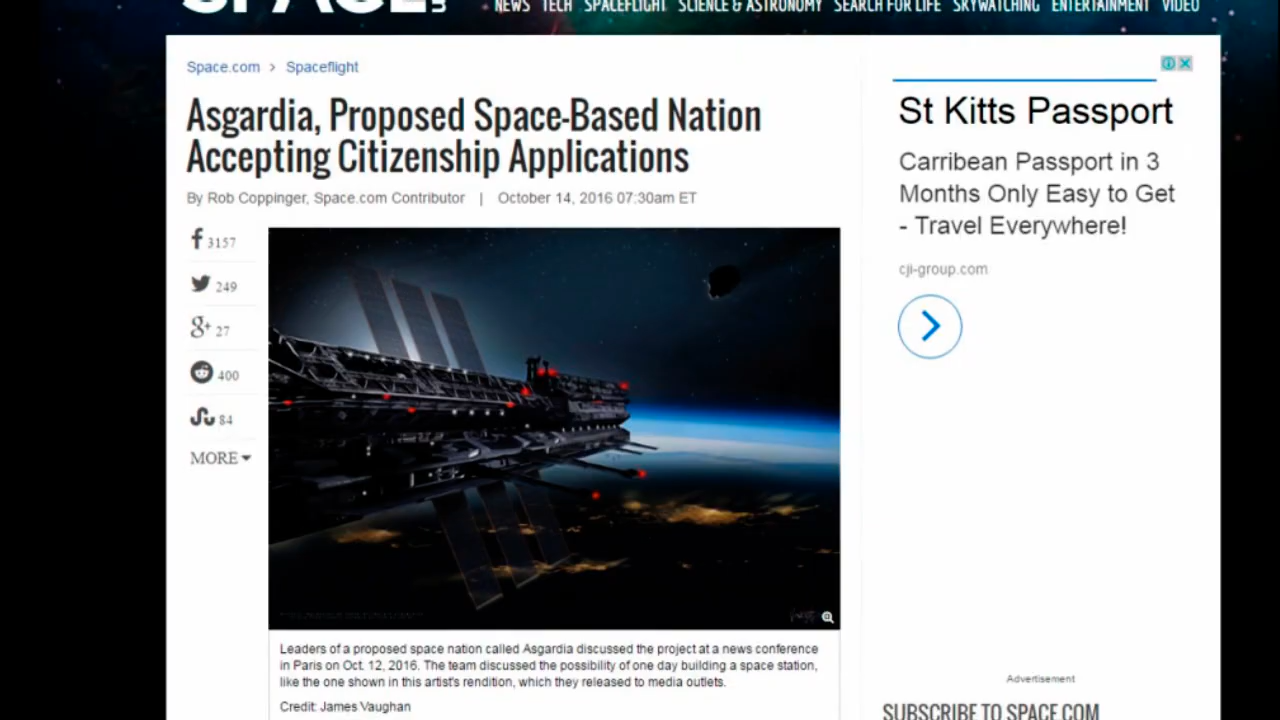 SPACE
NEWS TECH SPACEFLIGHT SCIENCE & ASTRONOMY SEARCH FOR LIFE SKYWATCHING ENTERTAINMENT VIDEO
Space.com > Spaceflight
Asgardia, Proposed Space-Based Nation
Accepting Citizenship Applications
By Rob Coppinger, Space.com Contributor | October 14, 2016 07:30am ET
3157
249
27
400
84
MORE
Leaders of a proposed space nation called Asgardia discussed the project at a news conference
in Paris on Oct. 12, 2016. The team discussed the possibility of one day building a space station,
like the one shown in this artist's rendition, which they released to media outlets.
Credit: James Vaughan
St Kitts Passport
Carribean Passport in 3
Months Only Easy to Get
- Travel Everywhere!
cji-group.com
Advertisement
SUBSCRIBE TO SPACE.COM